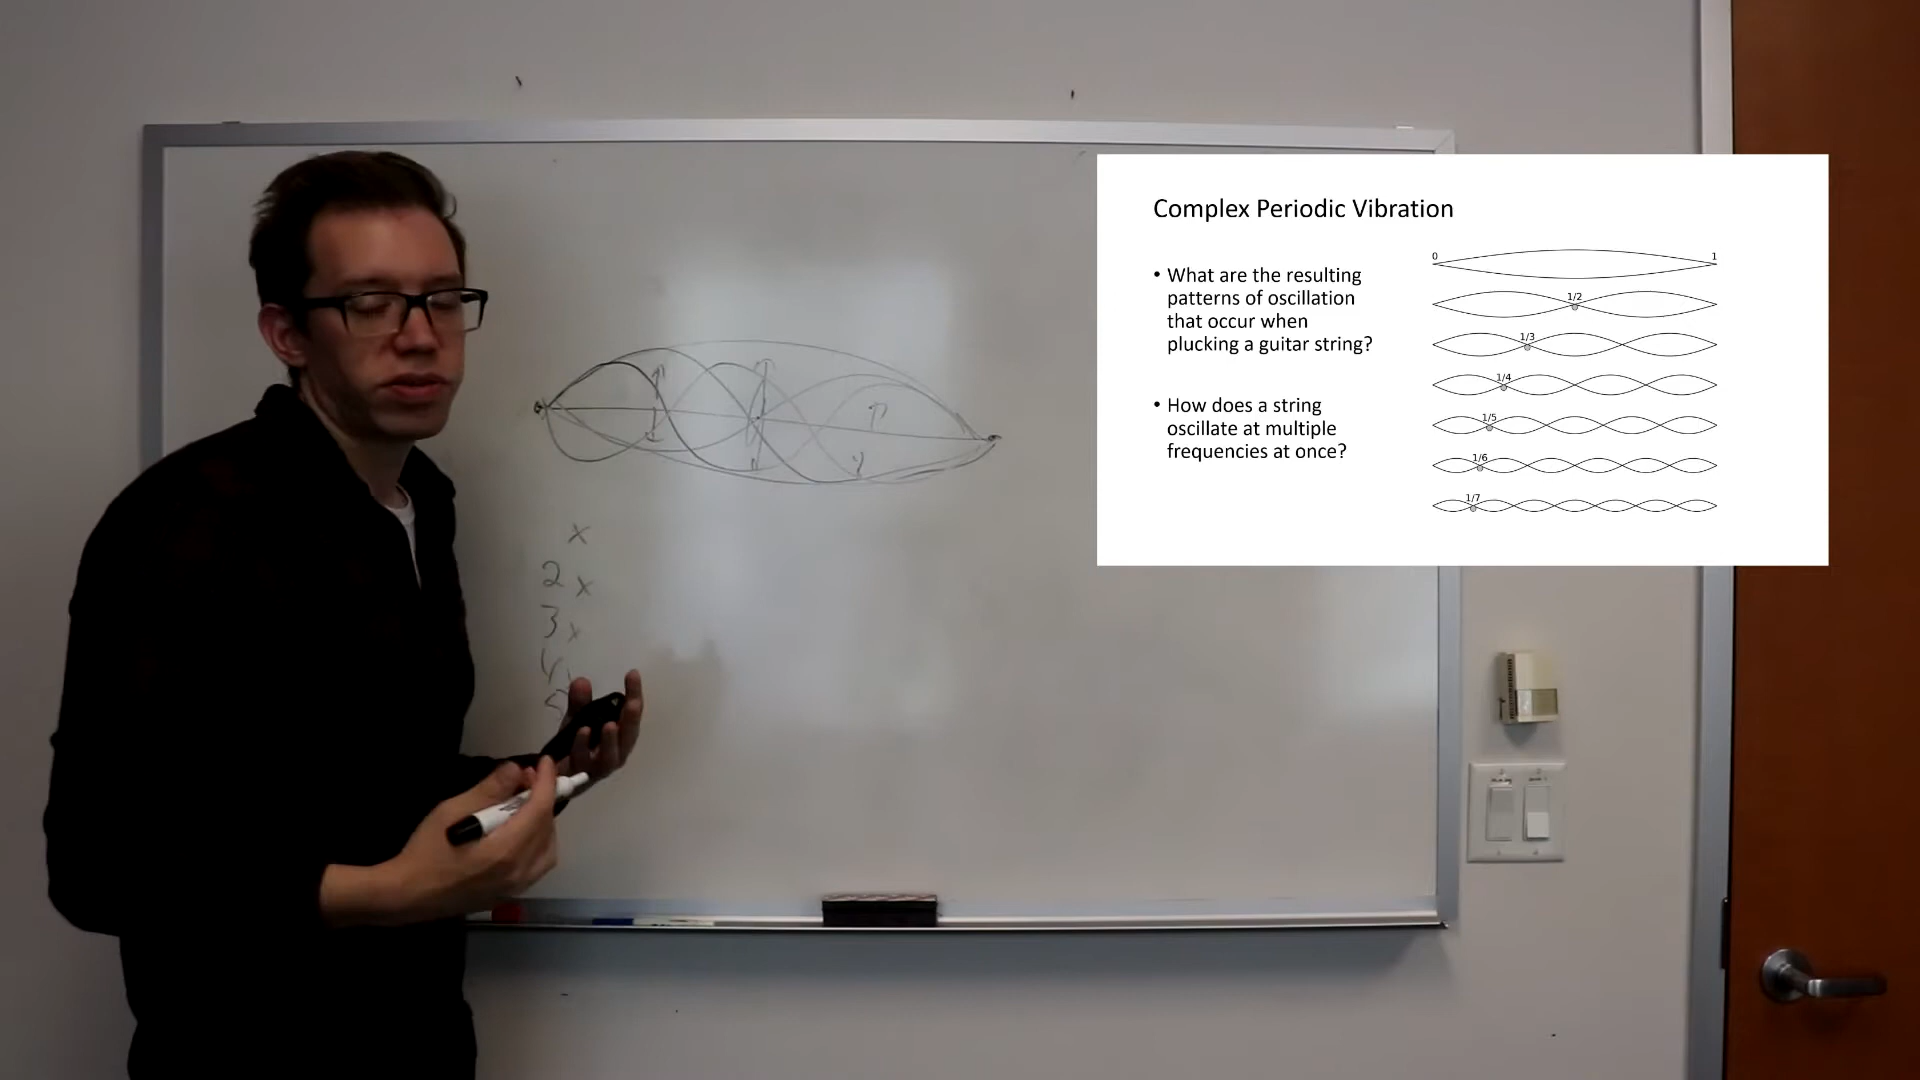 Complex Periodic Vibration
• What are the resulting
patterns of oscillation
that occur when
plucking a guitar string?
• How does a string
oscillate at multiple
frequencies at once?
0 1
1/2
1/3
1/4
1/5
1/6
1/7
x
2x
3x
4
5